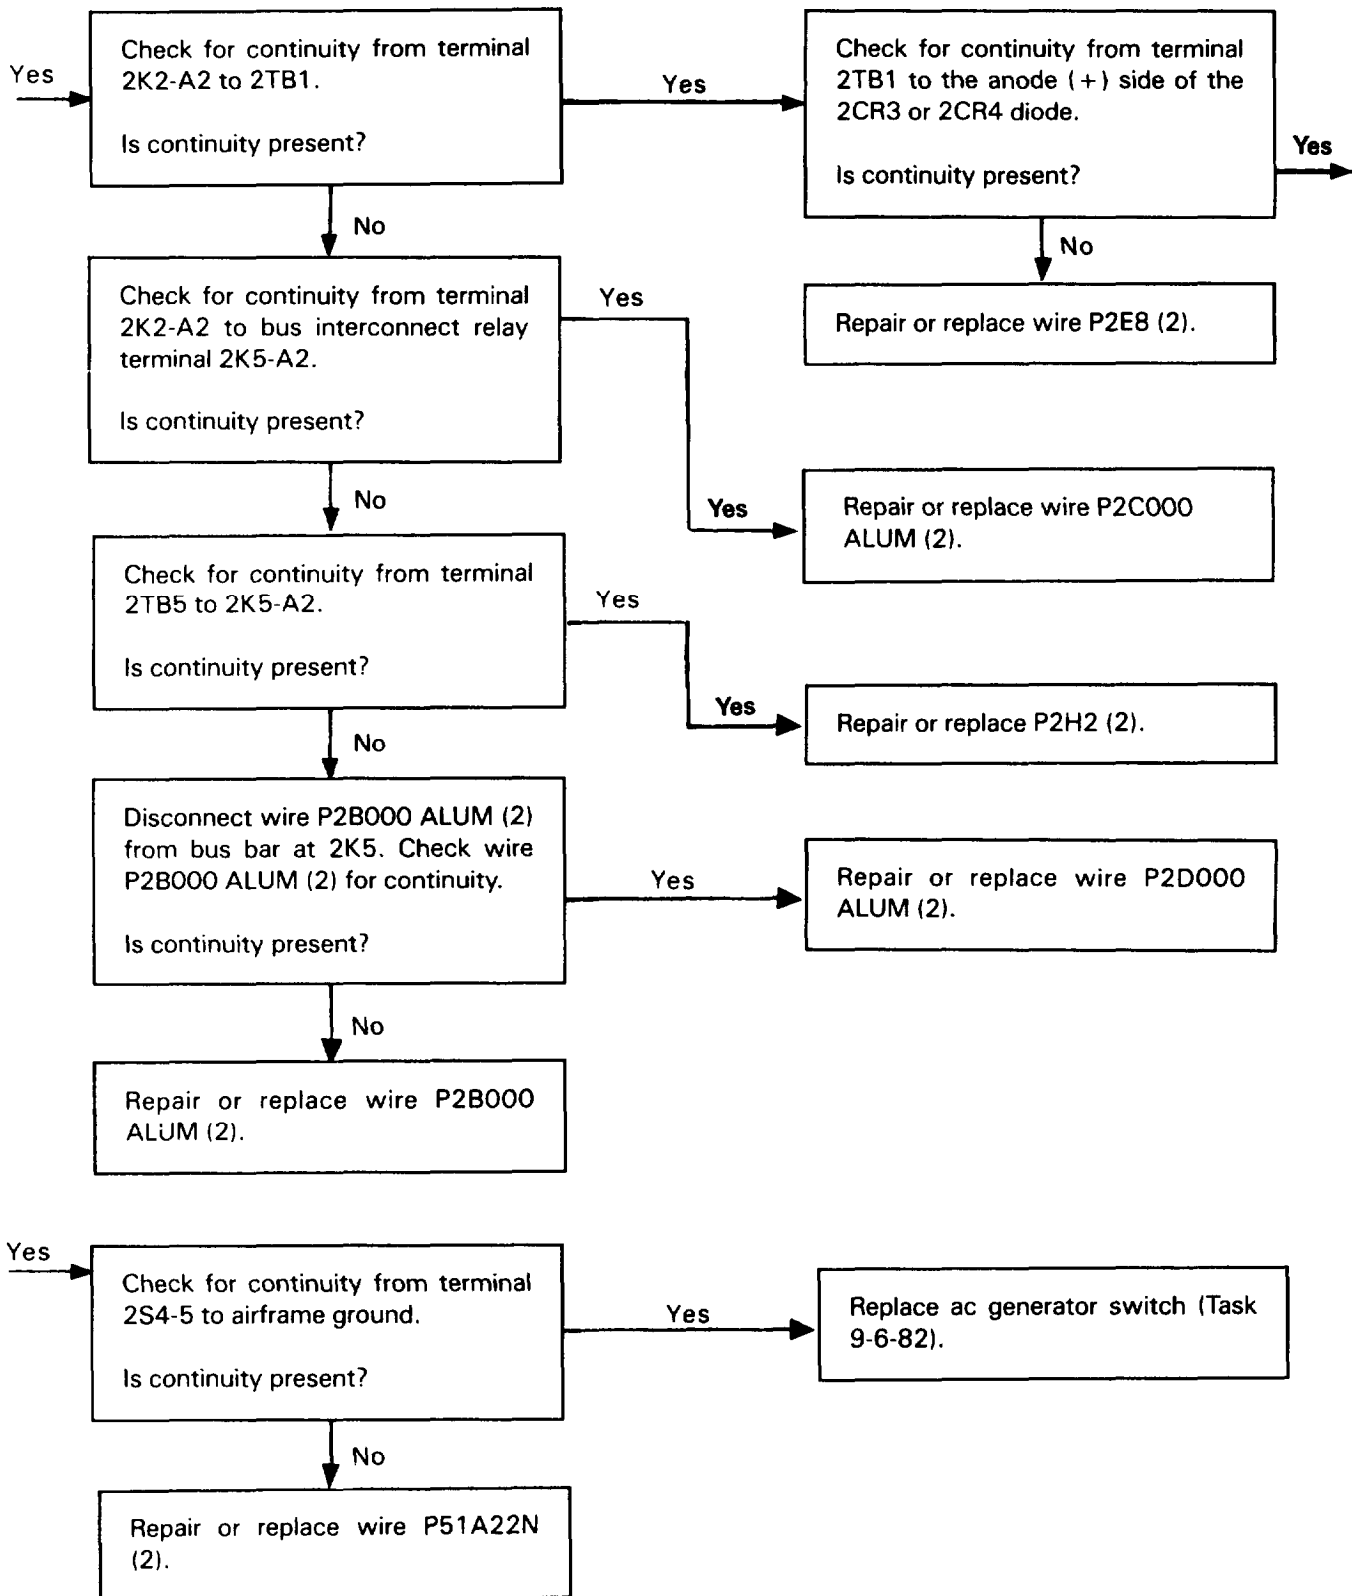 Yes
Check for continuity from terminal
2K2-A2 to 2TB1.
Is continuity present?
Yes
Check for continuity from terminal
2TB1 to the anode (+) side of the
2CR3 or 2CR4 diode.
Is continuity present?
Yes
No
No
Repair or replace wire P2E8 (2).
Check for continuity from terminal
2K2-A2 to bus interconnect relay
terminal 2K5-A2.
Is continuity present?
Yes
Yes
Repair or replace wire P2C000
ALUM (2).
No
Check for continuity from terminal
2TB5 to 2K5-A2.
Is continuity present?
Yes
Yes
Repair or replace P2H2 (2).
No
Disconnect wire P2B000 ALUM (2)
from bus bar at 2K5. Check wire
P2B000 ALUM (2) for continuity.
Is continuity present?
Yes
Repair or replace wire P2D000
ALUM (2).
No
Repair or replace wire P2B000
ALUM (2).
Yes
Check for continuity from terminal
2S4-5 to airframe ground.
Is continuity present?
Yes
Replace ac generator switch (Task
9-6-82).
No
Repair or replace wire P51A22N
(2).